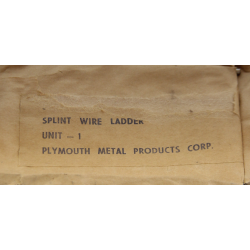 SPLINT WIRE LADDER
UNIT - 1
PLYMOUTH METAL PRODUCTS CORP.